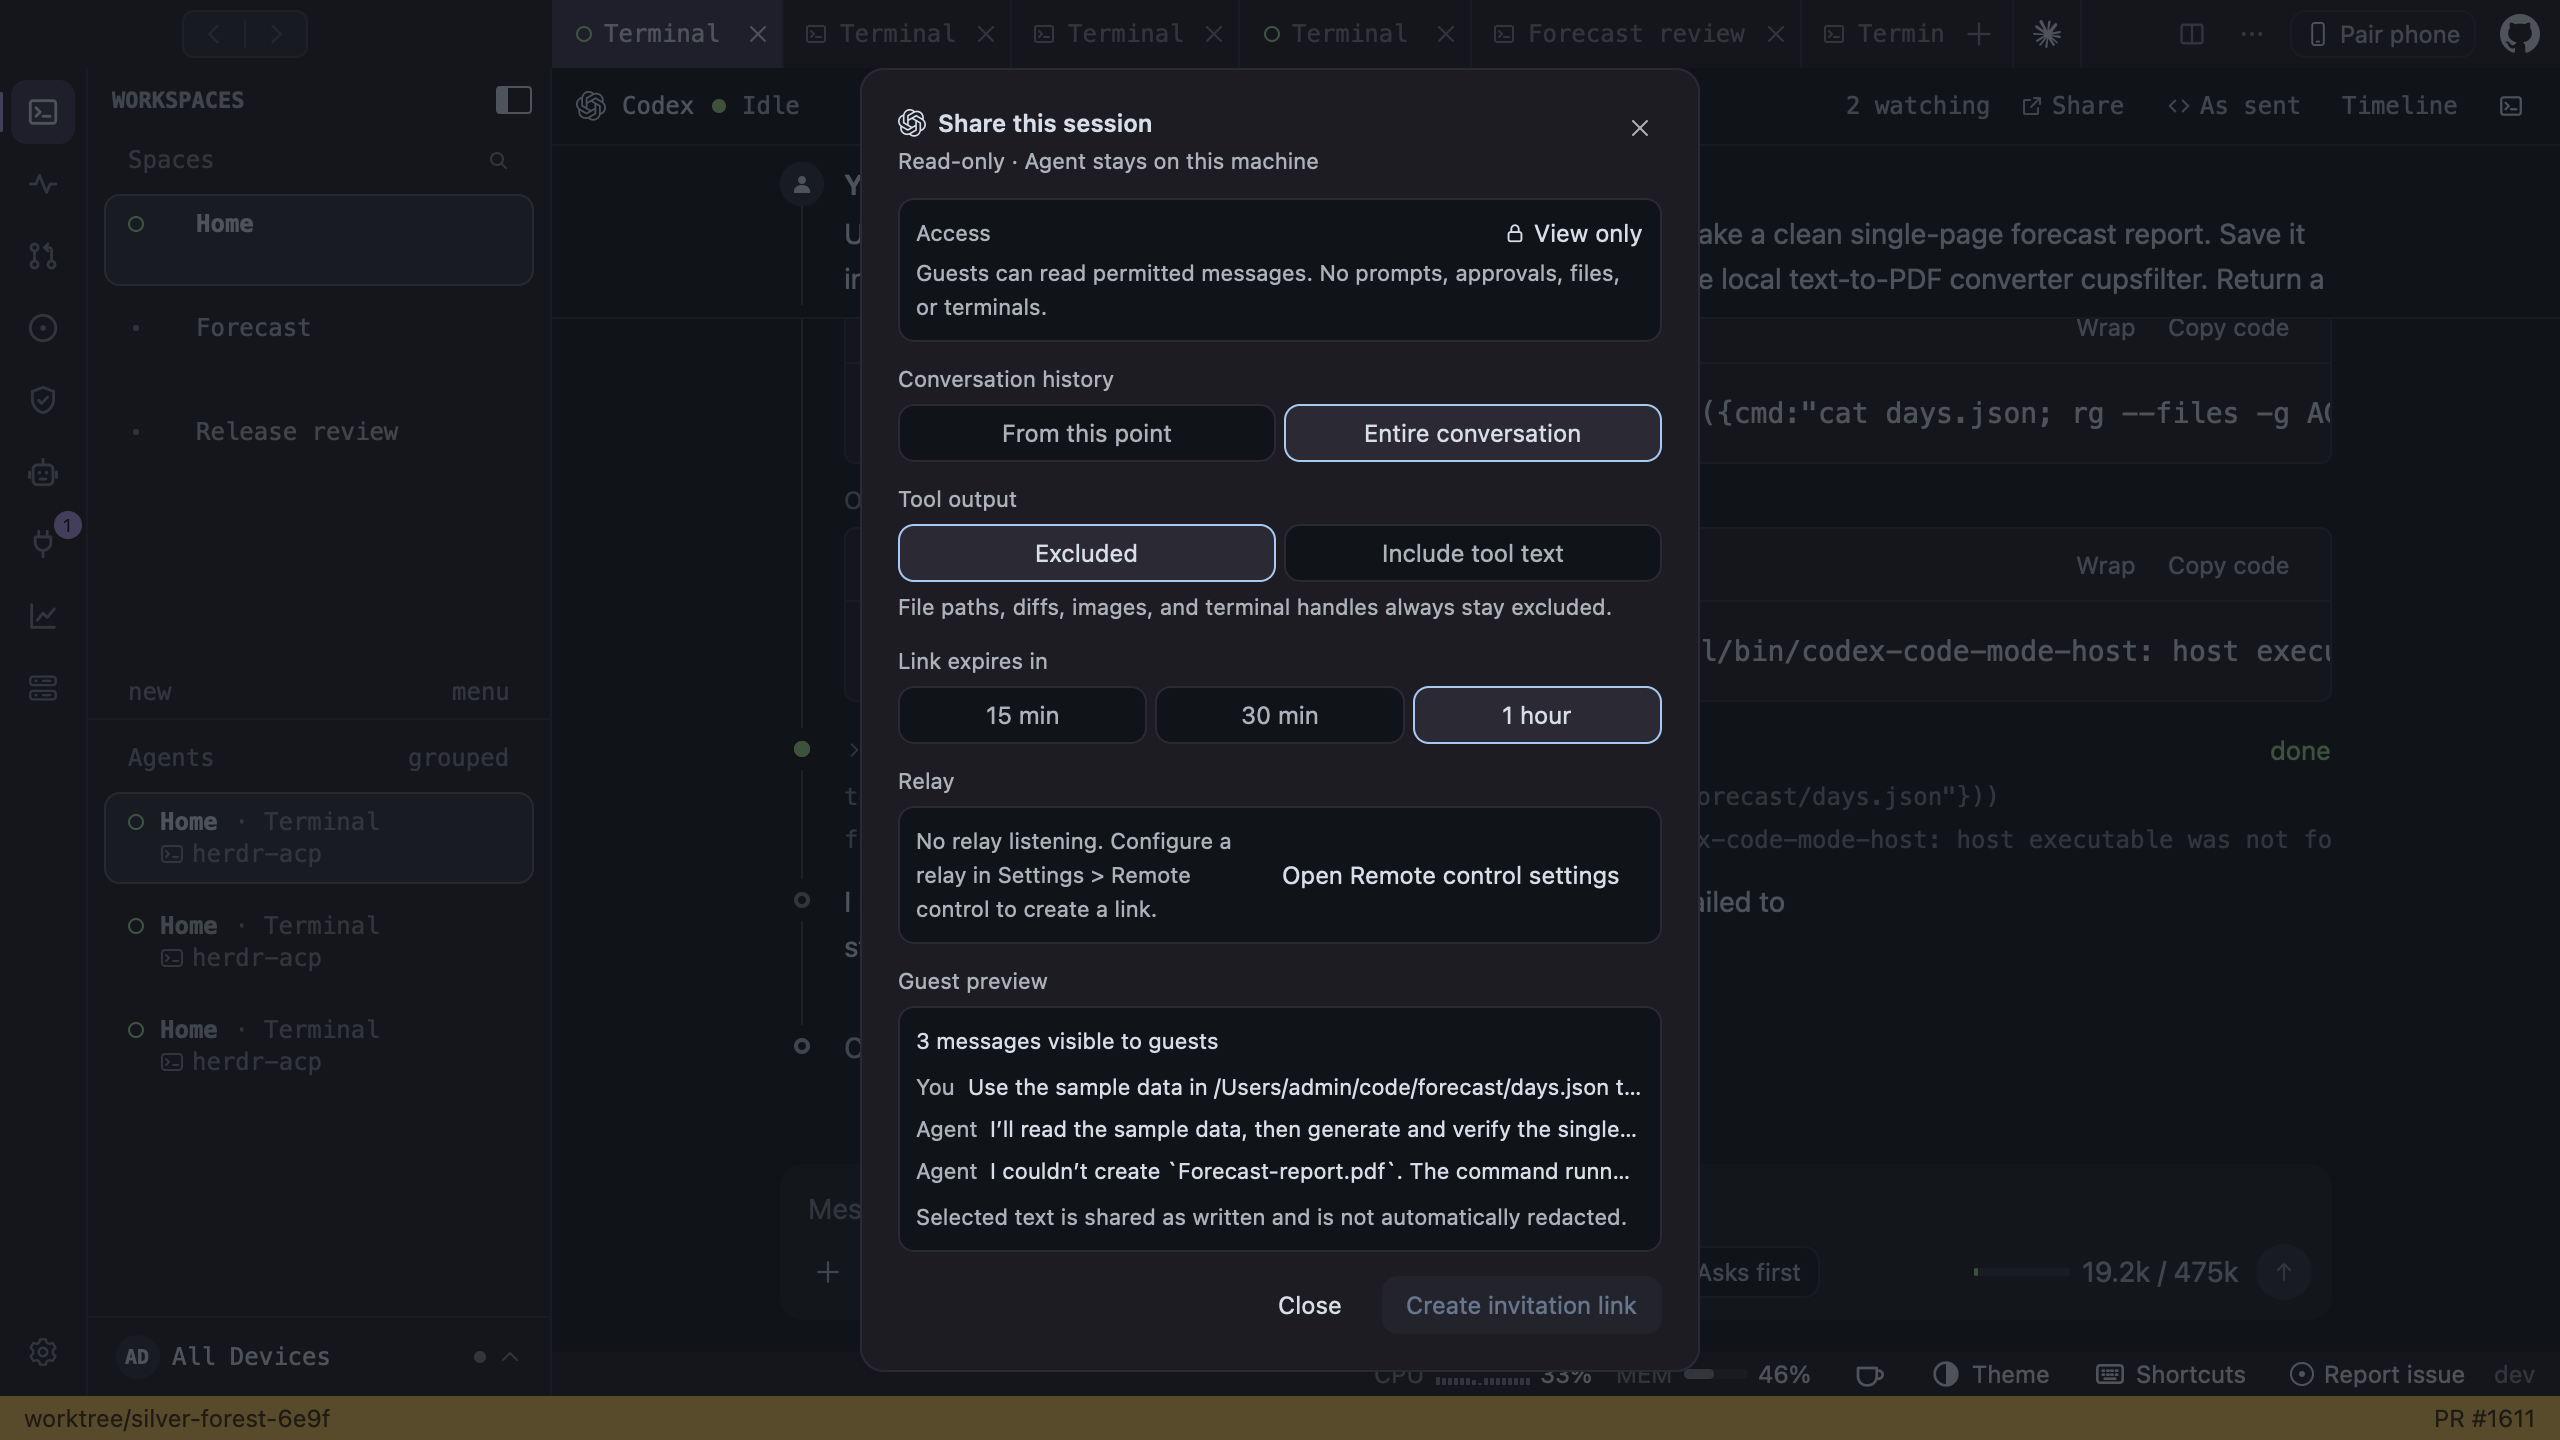 Terminal
Terminal
Terminal
Terminal
Forecast review
Termin
Pair phone
WORKSPACES
Spaces
Home
Forecast
Release review
1
new
menu
Agents
grouped
Home · Terminal
herdr-acp
Home · Terminal
herdr-acp
Home · Terminal
herdr-acp
AD All Devices
Codex Idle
2 watching
Share
As sent
Timeline
ake a clean single-page forecast report. Save it
e local text-to-PDF converter cupsfilter. Return a
Wrap Copy code
({cmd:"cat days.json; rg --files -g
Wrap Copy code
l/bin/codex-code-mode-host: host
done
orecast/days.json"}))
x-code-mode-host: host executable was not fo
ailed to
Mes
Asks first
19.2k / 475k
Share this session
Read-only · Agent stays on this machine
Access
View only
Guests can read permitted messages. No prompts, approvals, files,
or terminals.
Conversation history
From this point
Entire conversation
Tool output
Excluded
Include tool text
File paths, diffs, images, and terminal handles always stay excluded.
Link expires in
15 min
30 min
1 hour
Relay
No relay listening. Configure a
relay in Settings > Remote
control to create a link.
Open Remote control settings
Guest preview
3 messages visible to guests
You Use the sample data in /Users/admin/code/forecast/days.json t...
Agent I’ll read the sample data, then generate and verify the single...
Agent I couldn’t create `Forecast-report.pdf`. The command runn...
Selected text is shared as written and is not automatically redacted.
Close
Create invitation link
CPU 33% MEM 46%
Theme
Shortcuts
Report issue
dev
worktree/silver-forest-6e9f
PR #1611